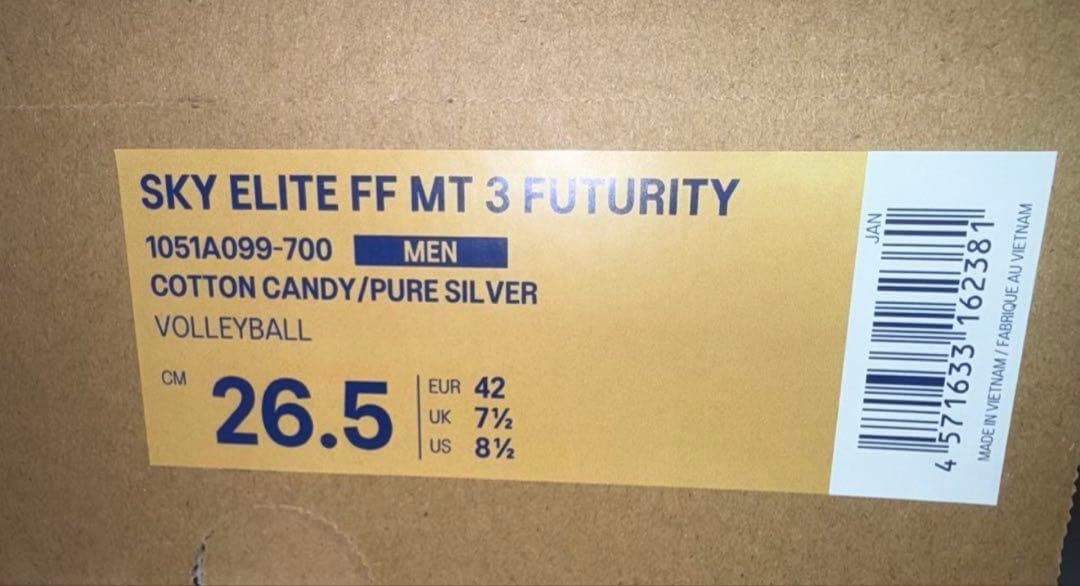 SKY ELITE FF MT 3 FUTURITY
1051A099-700 MEN
COTTON CANDY/PURE SILVER
VOLLEYBALL
CM 26.5
EUR 42
UK 7½
US 8½
JAN
4 571633 162381
MADE IN VIETNAM / FABRIQUE AU VIETNAM